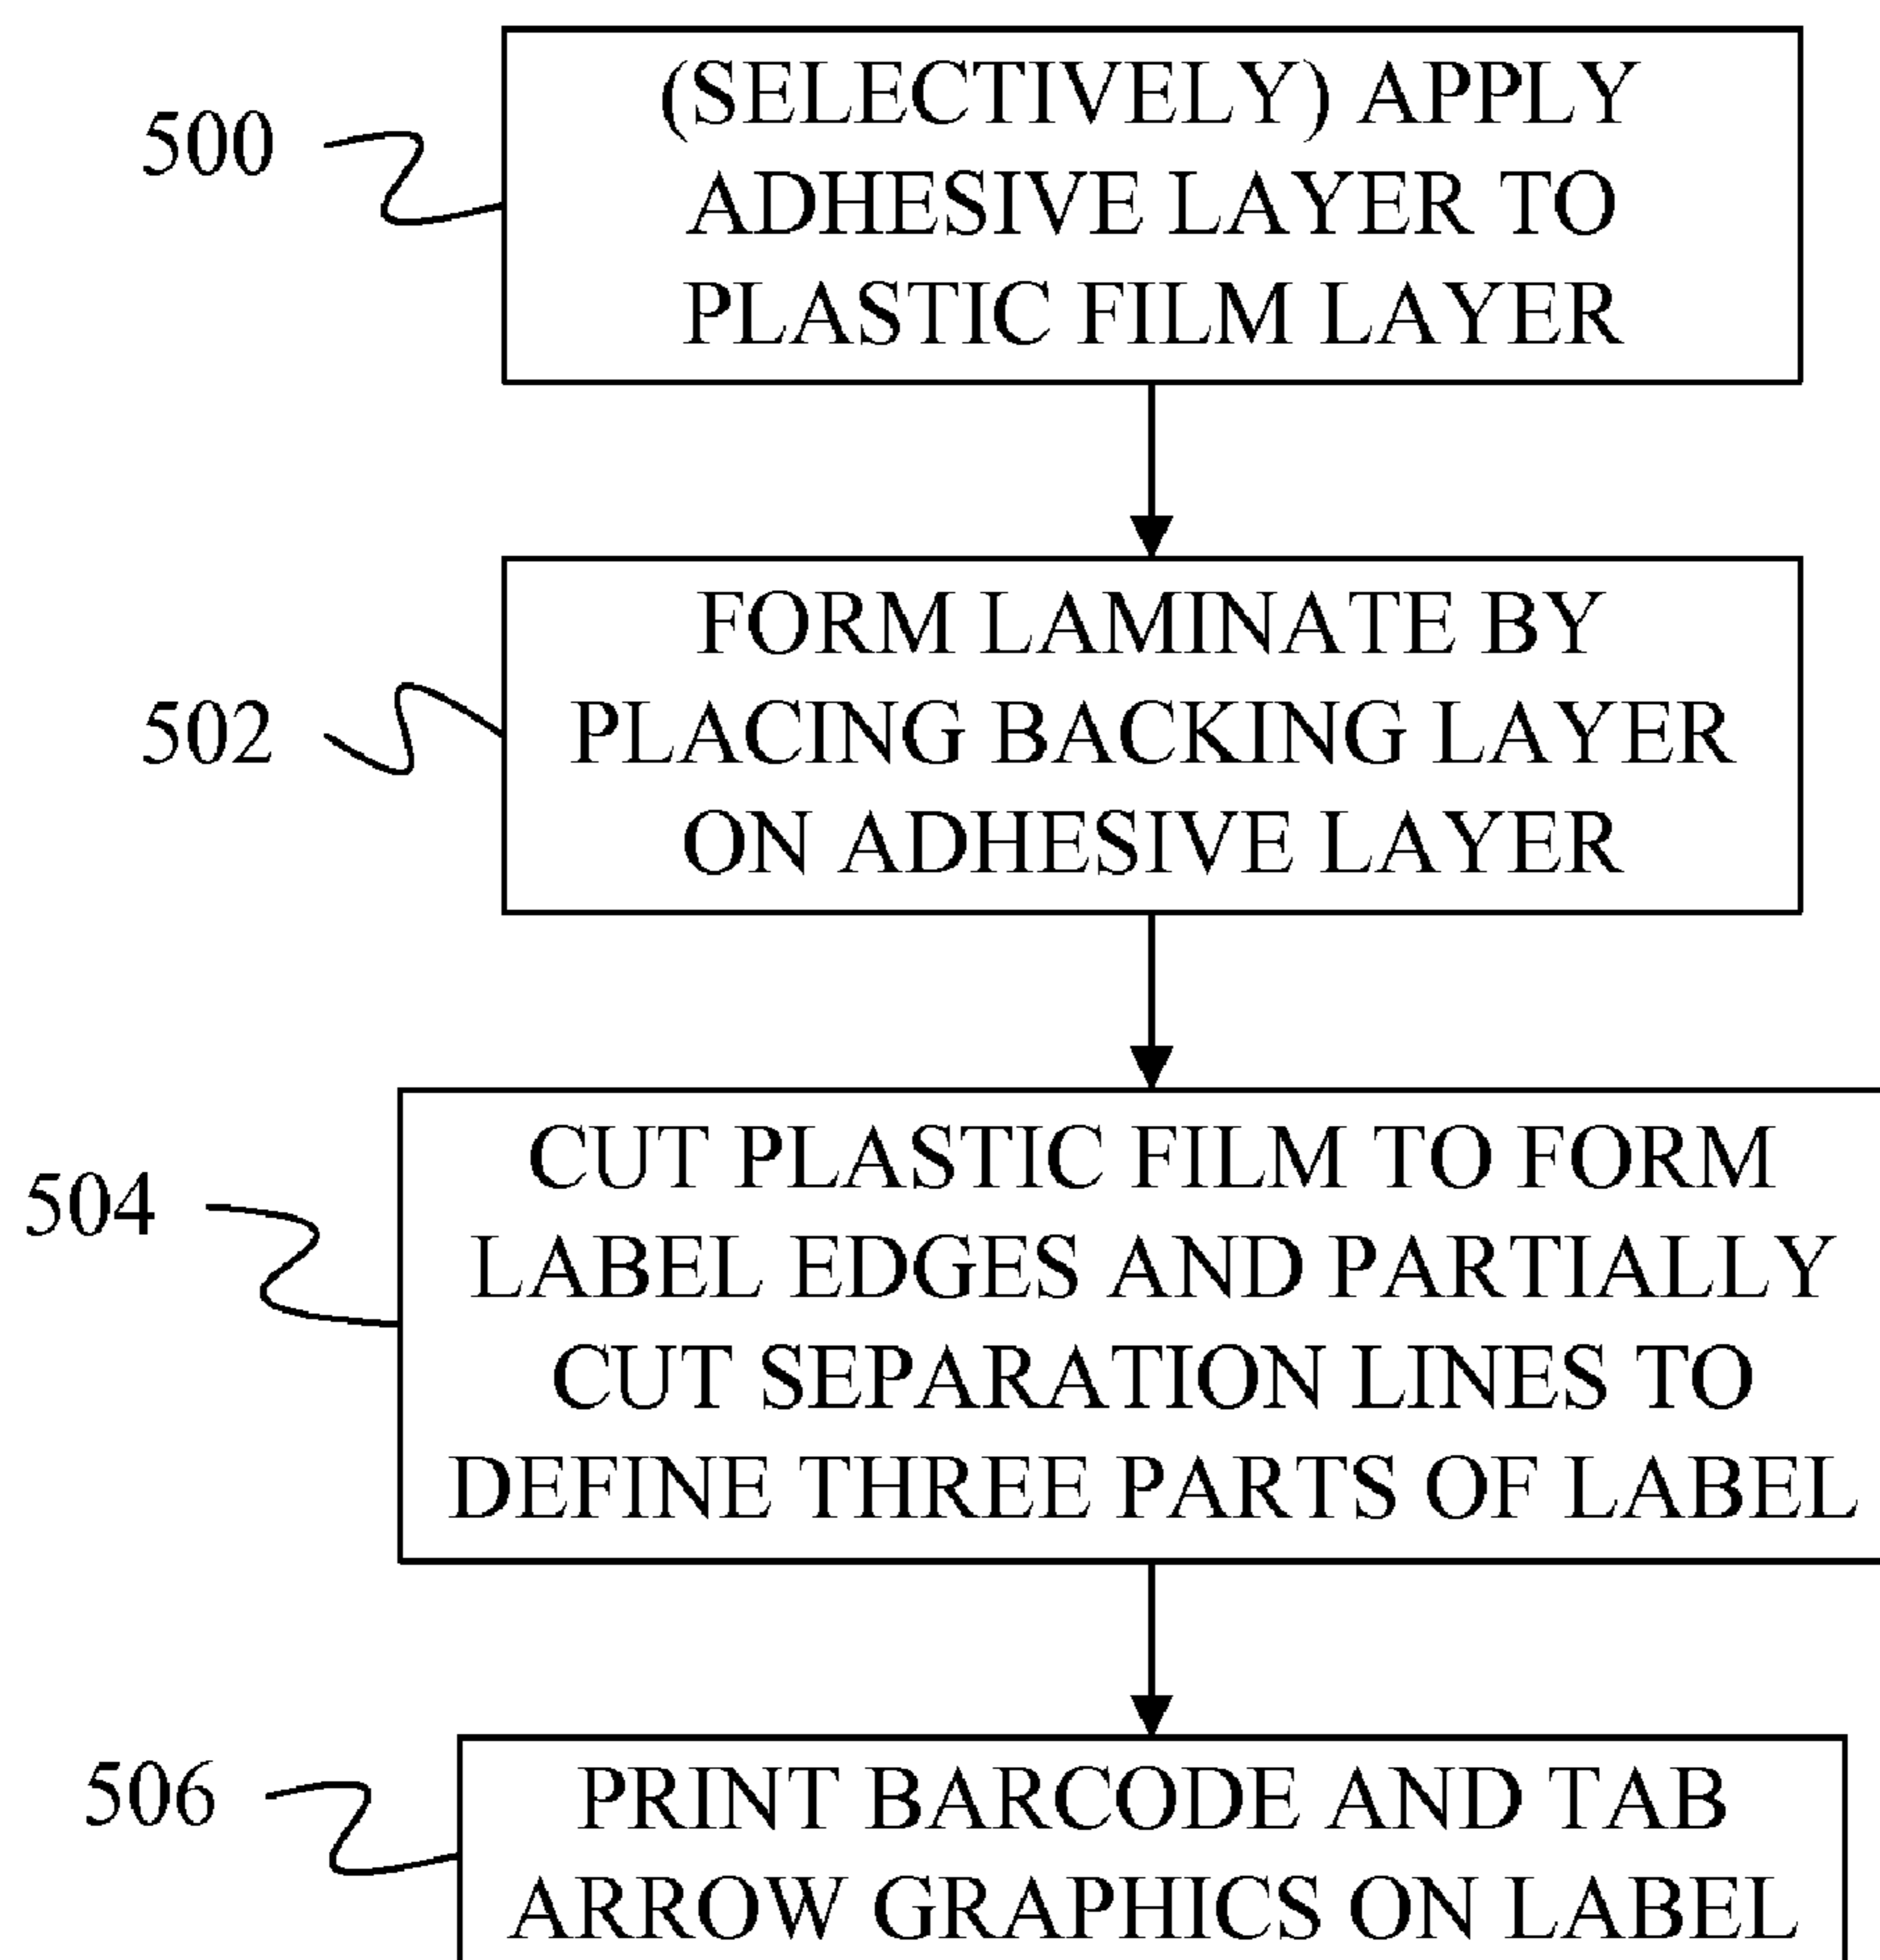 500
(SELECTIVELY) APPLY
ADHESIVE LAYER TO
PLASTIC FILM LAYER
502
FORM LAMINATE BY
PLACING BACKING LAYER
ON ADHESIVE LAYER
504
CUT PLASTIC FILM TO FORM
LABEL EDGES AND PARTIALLY
CUT SEPARATION LINES TO
DEFINE THREE PARTS OF LABEL
506
PRINT BARCODE AND TAB
ARROW GRAPHICS ON LABEL